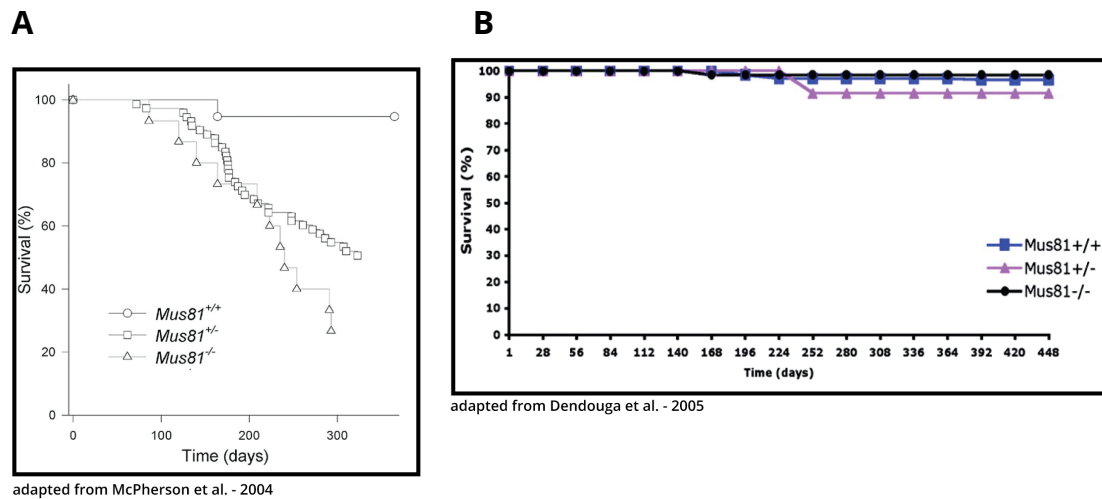 A
B
100
80
60
40
20
0
Survival (%)
Mus81+/+
Mus81+/-
Mus81-/-
0 100 200 300
Time (days)
adapted from McPherson et al. - 2004
100
90
80
70
60
50
40
30
20
10
0
Survival (%)
Mus81+/+
Mus81+/-
Mus81-/-
1 28 56 84 112 140 168 196 224 252 280 308 336 364 392 420 448
Time (days)
adapted from Dendouga et al. - 2005